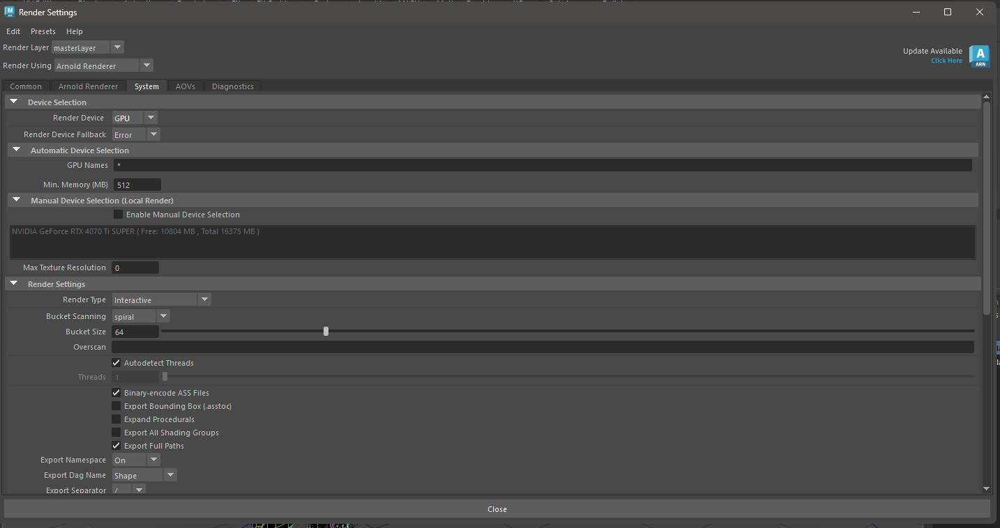 Render Settings
Edit Presets Help
Render Layer masterLayer
Render Using Arnold Renderer
Update Available
Click Here
A
ARN
Common Arnold Renderer System AOVs Diagnostics
Device Selection
Render Device GPU
Render Device Fallback Error
Automatic Device Selection
GPU Names *
Min. Memory (MB) 512
Manual Device Selection (Local Render)
Enable Manual Device Selection
NVIDIA GeForce RTX 4070 Ti SUPER ( Free: 10804 MB , Total 16375 MB )
Max Texture Resolution 0
Render Settings
Render Type Interactive
Bucket Scanning spiral
Bucket Size 64
Overscan
Autodetect Threads
Threads 1
Binary-encode ASS Files
Export Bounding Box (.asstoc)
Expand Procedurals
Export All Shading Groups
Export Full Paths
Export Namespace On
Export Dag Name Shape
Export Separator /
Close